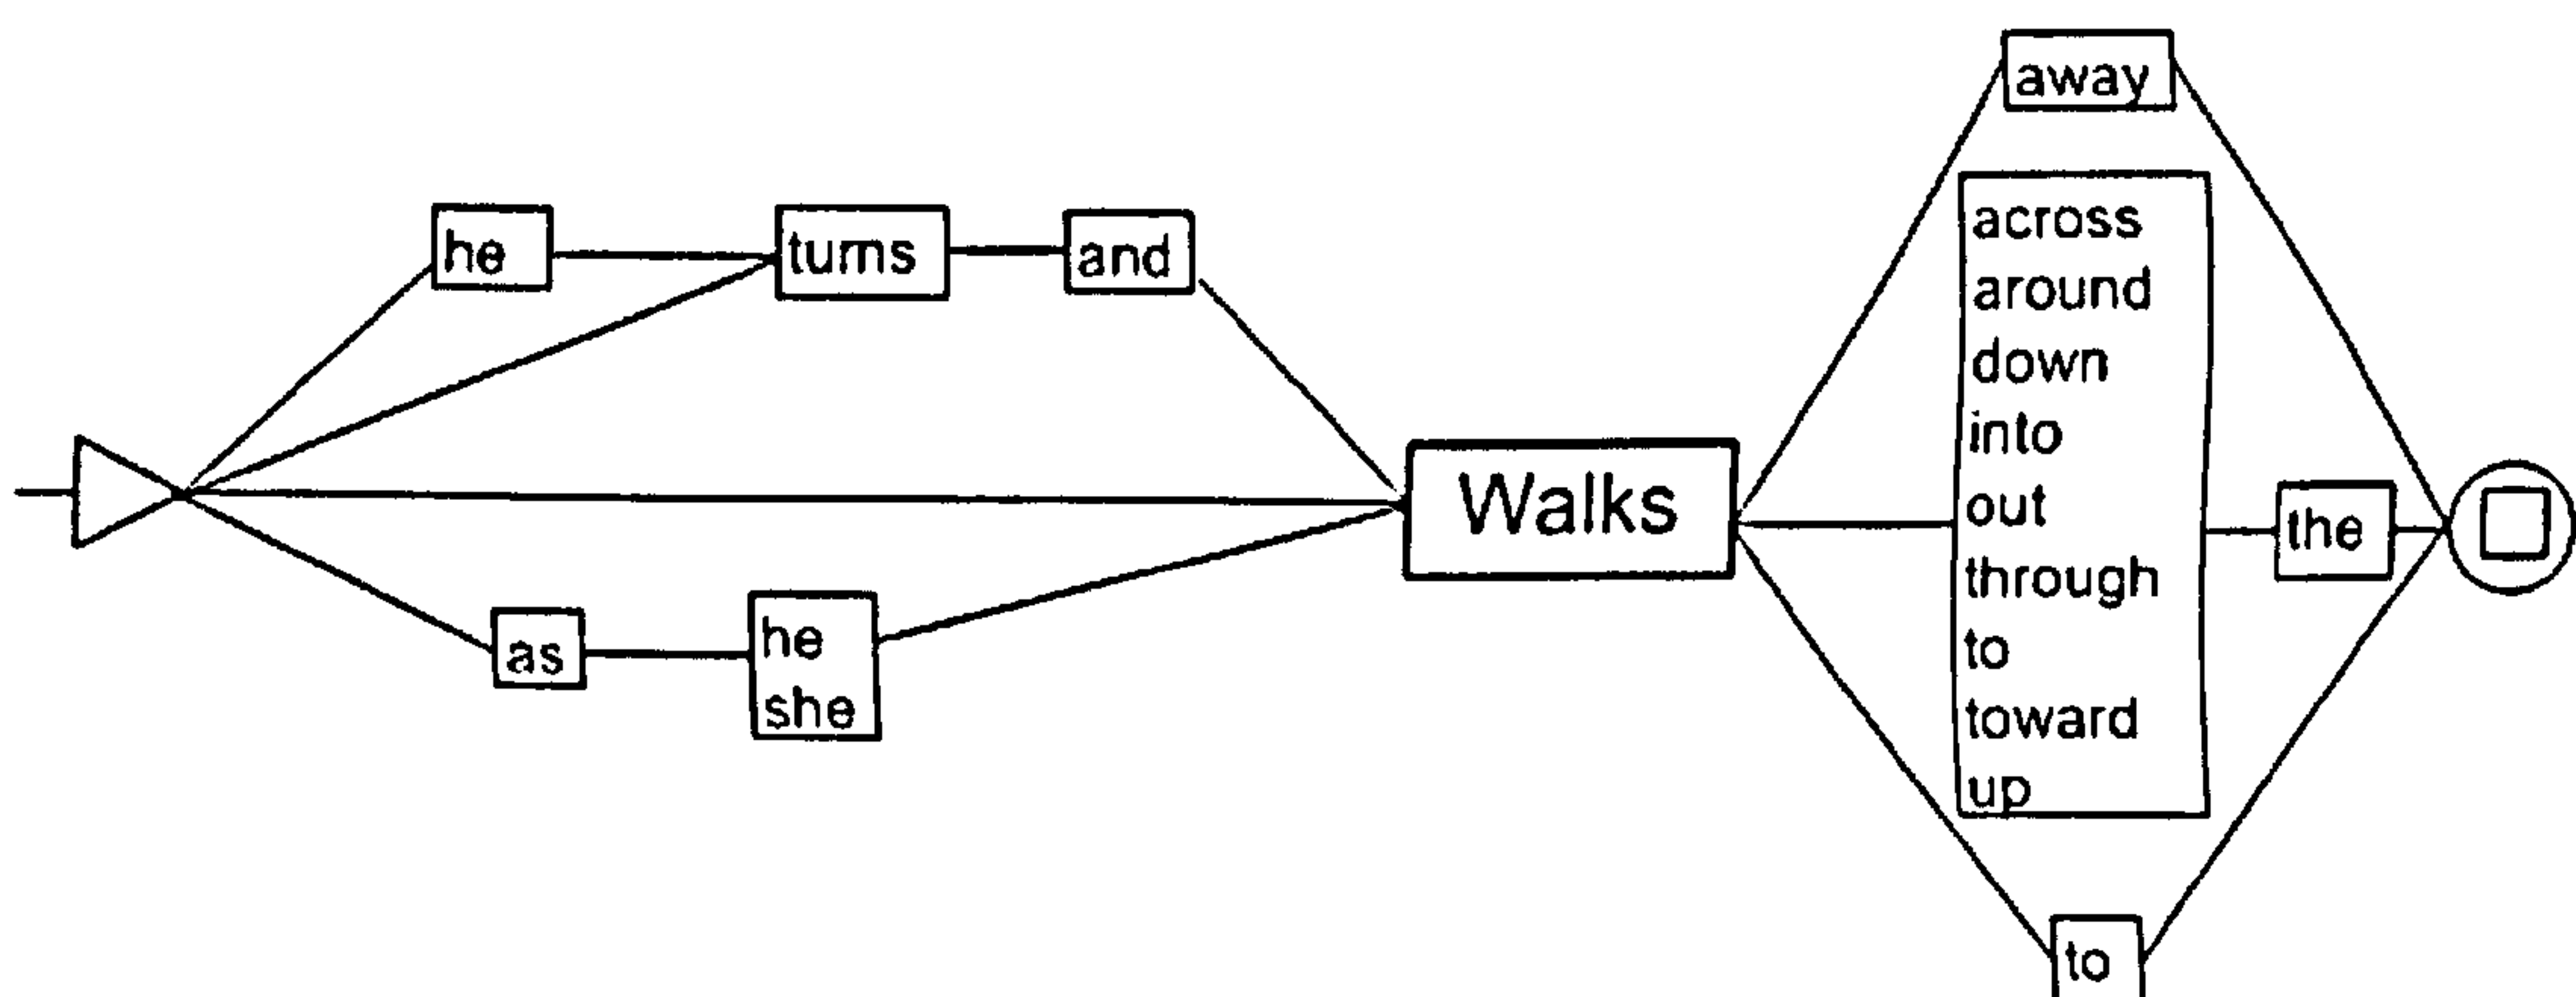 away
across
around
down
into
out
through
to
toward
up
he
turns
and
Walks
the
as
he
she
to